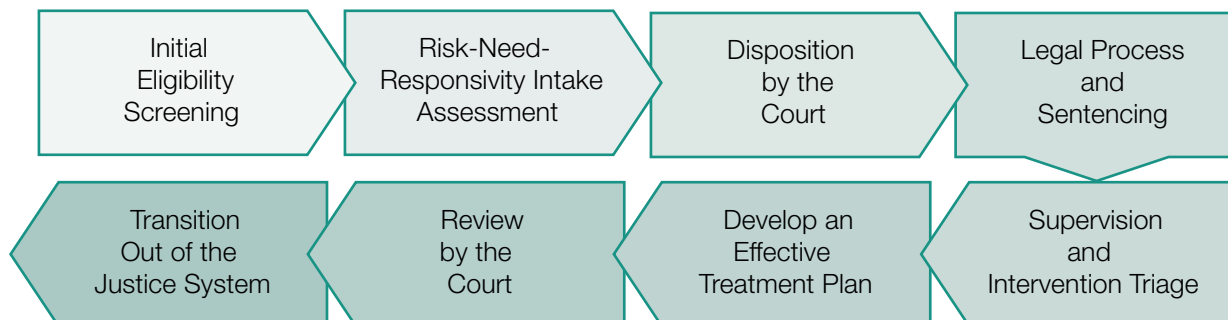 Initial
Eligibility
Screening
Risk-Need-
Responsivity Intake
Assessment
Disposition
by the
Court
Legal Process
and
Sentencing
Supervision
and
Intervention Triage
Develop an
Effective
Treatment Plan
Review
by the
Court
Transition
Out of the
Justice System